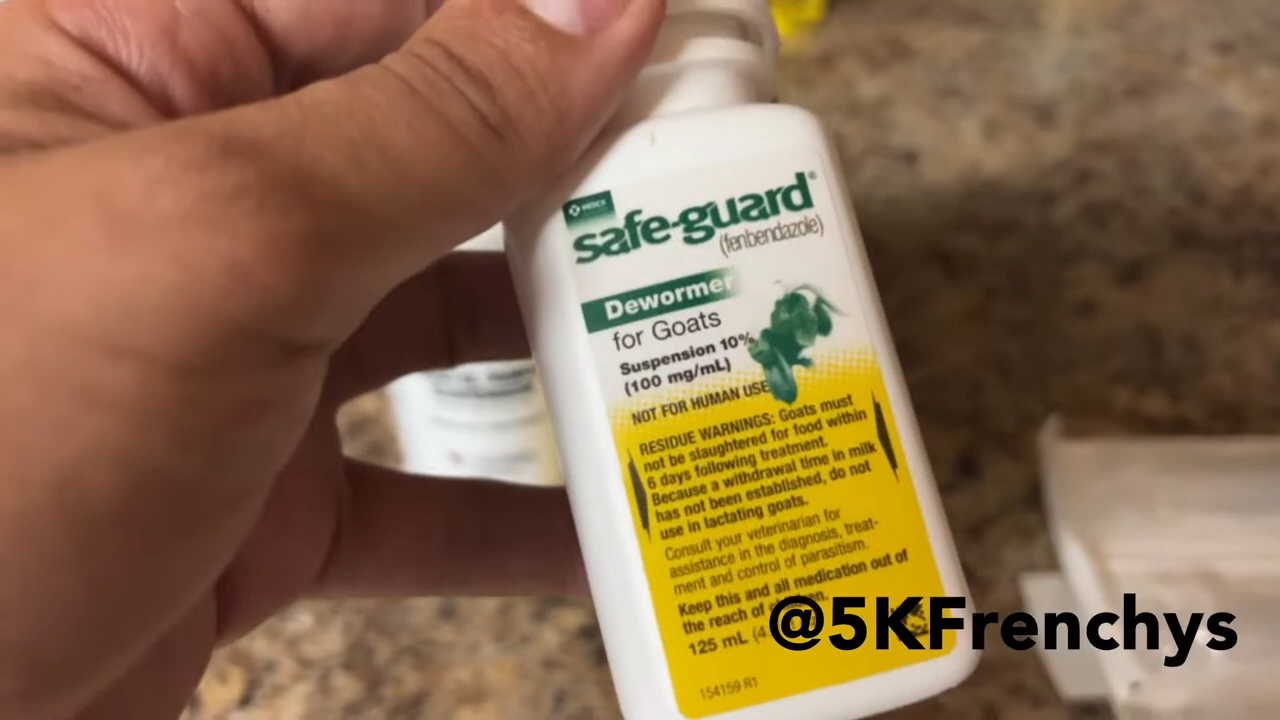 MERCK
safe-guard®
(fenbendazole)
Dewormer
for Goats
Suspension 10%
(100 mg/mL)
NOT FOR HUMAN USE
RESIDUE WARNINGS: Goats must
not be slaughtered for food within
6 days following treatment.
Because a withdrawal time in milk
has not been established, do not
use in lactating goats.
Consult your veterinarian for
assistance in the diagnosis, treat-
ment and control of parasitism.
Keep this and all medication out of
the reach of children.
125 mL (4.
@5KFrenchys
154159 R1